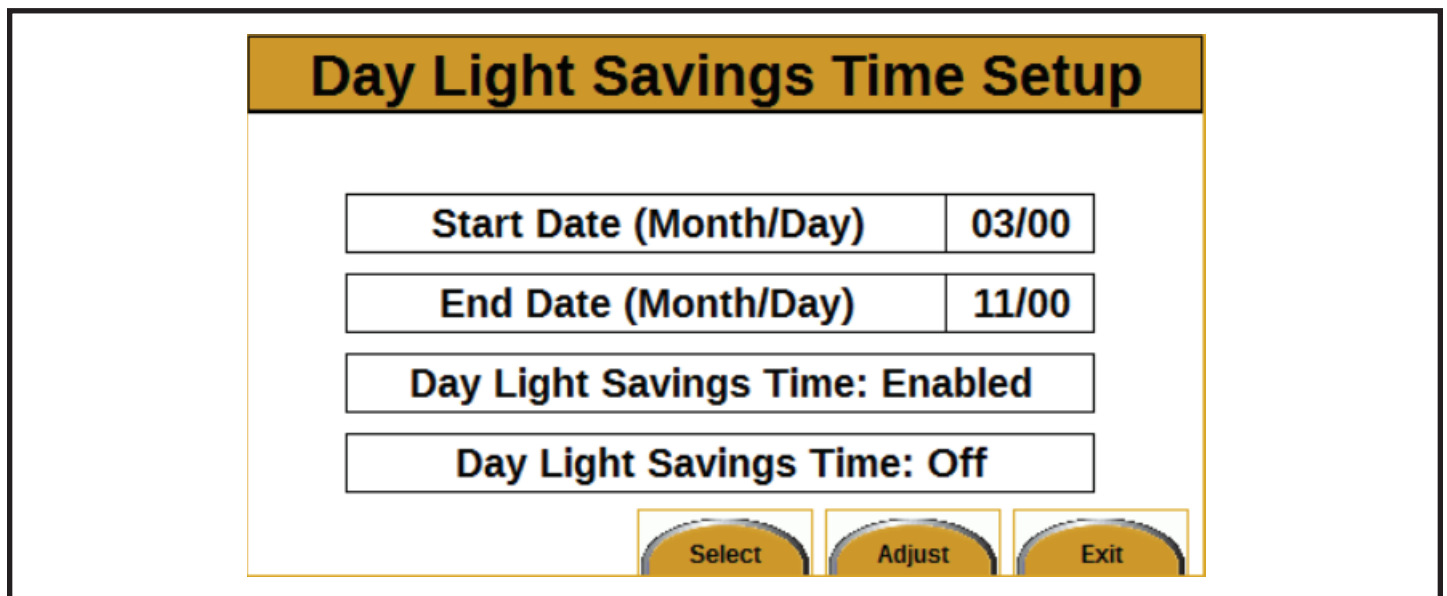 Day Light Savings Time Setup
Start Date (Month/Day) 03/00
End Date (Month/Day) 11/00
Day Light Savings Time: Enabled
Day Light Savings Time: Off
Select Adjust Exit